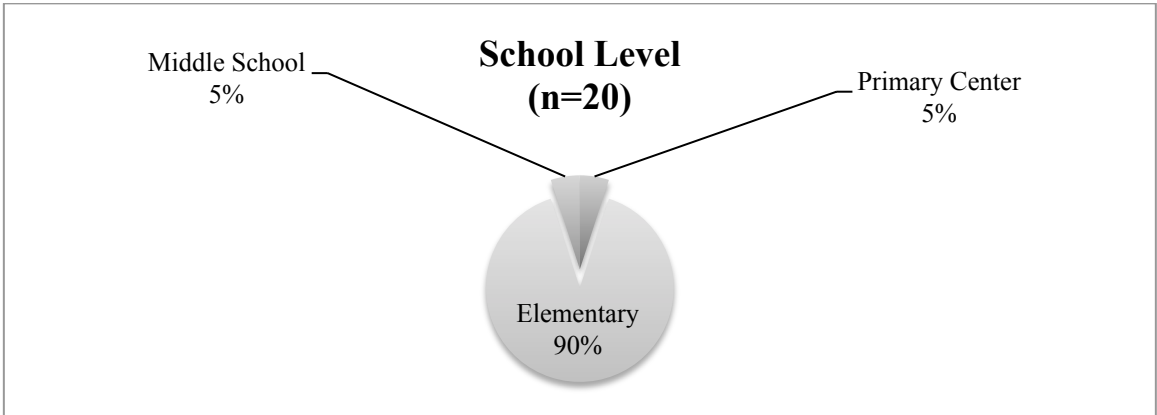 School Level
(n=20)
Middle School
5%
Primary Center
5%
Elementary
90%